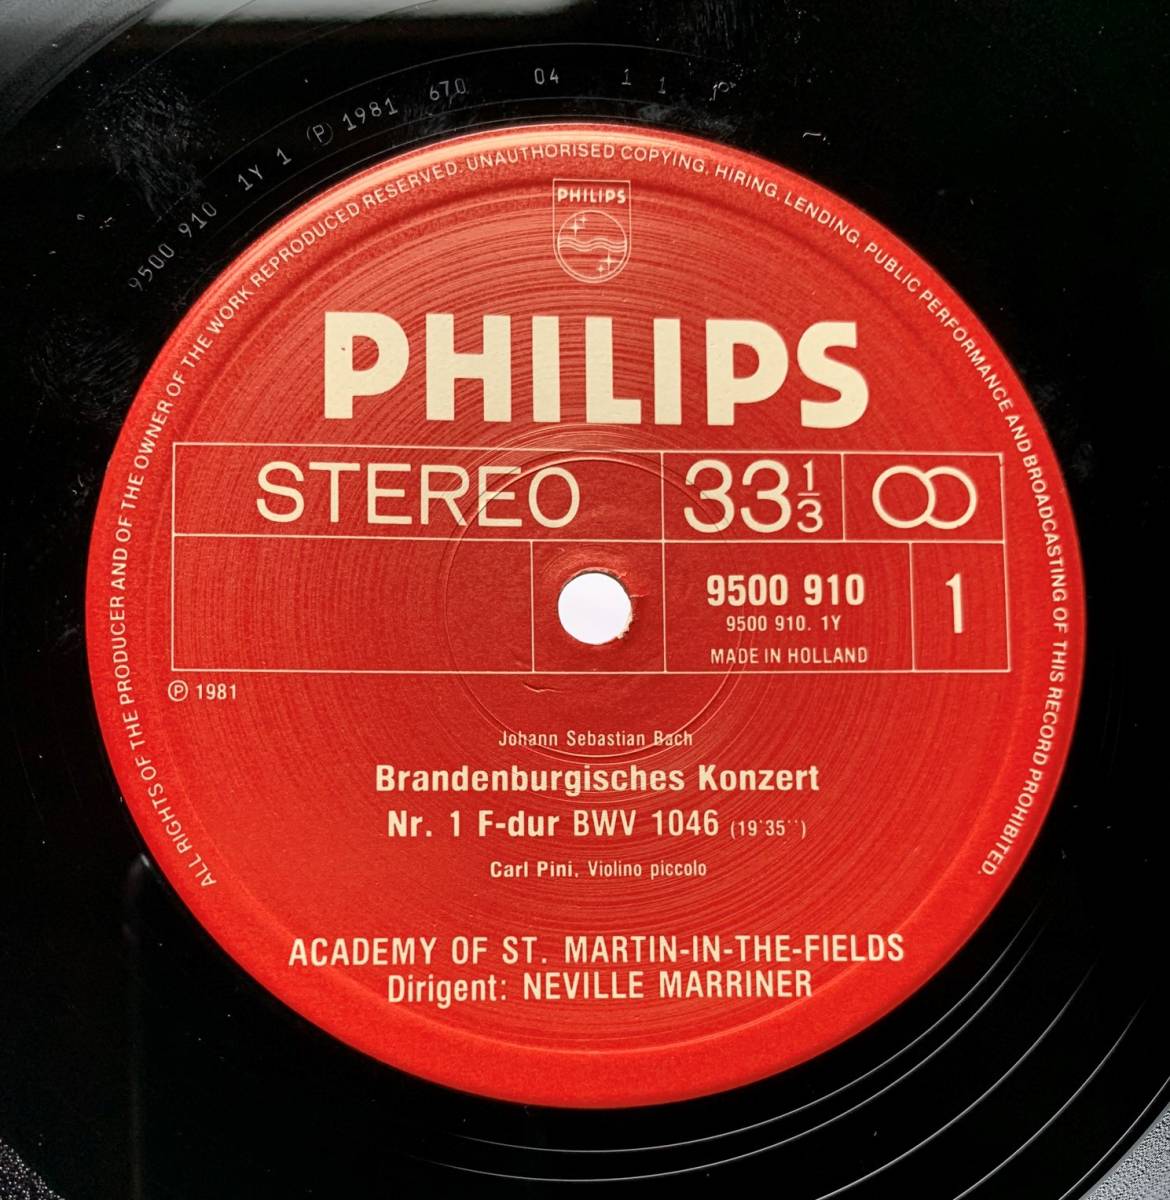 9500 910 1Y 1 Ⓟ 1981 670 04 1 1
ALL RIGHTS OF THE PRODUCER AND OF THE OWNER OF THE WORK REPRODUCED RESERVED. UNAUTHORISED COPYING, HIRING, LENDING, PUBLIC PERFORMANCE AND BROADCASTING OF THIS RECORD PROHIBITED.
PHILIPS
PHILIPS
STEREO 33 1/3
9500 910 1
9500 910. 1Y
MADE IN HOLLAND
Ⓟ 1981
Johann Sebastian Bach
Brandenburgisches Konzert
Nr. 1 F-dur BWV 1046 (19'35'')
Carl Pini, Violino piccolo
ACADEMY OF ST. MARTIN-IN-THE-FIELDS
Dirigent: NEVILLE MARRINER